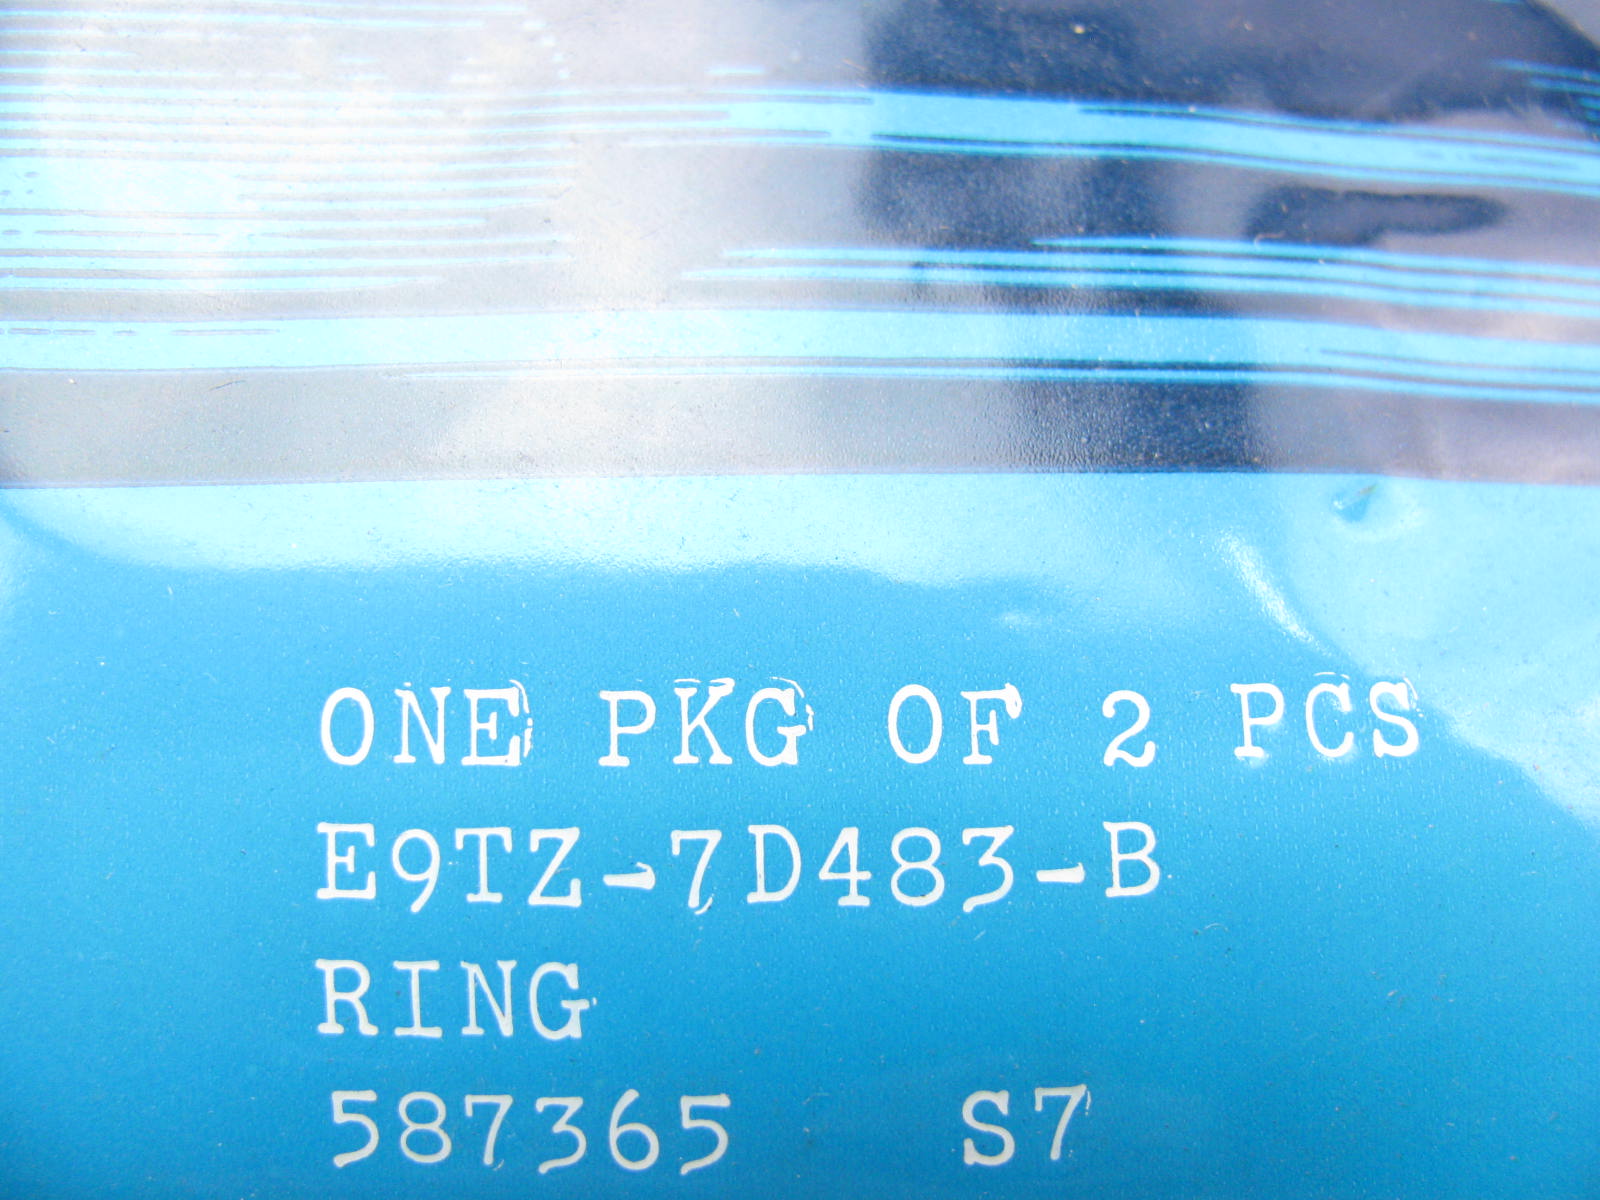 ONE PKG OF 2 PCS
E9TZ-7D483-B
RING
587365 S7